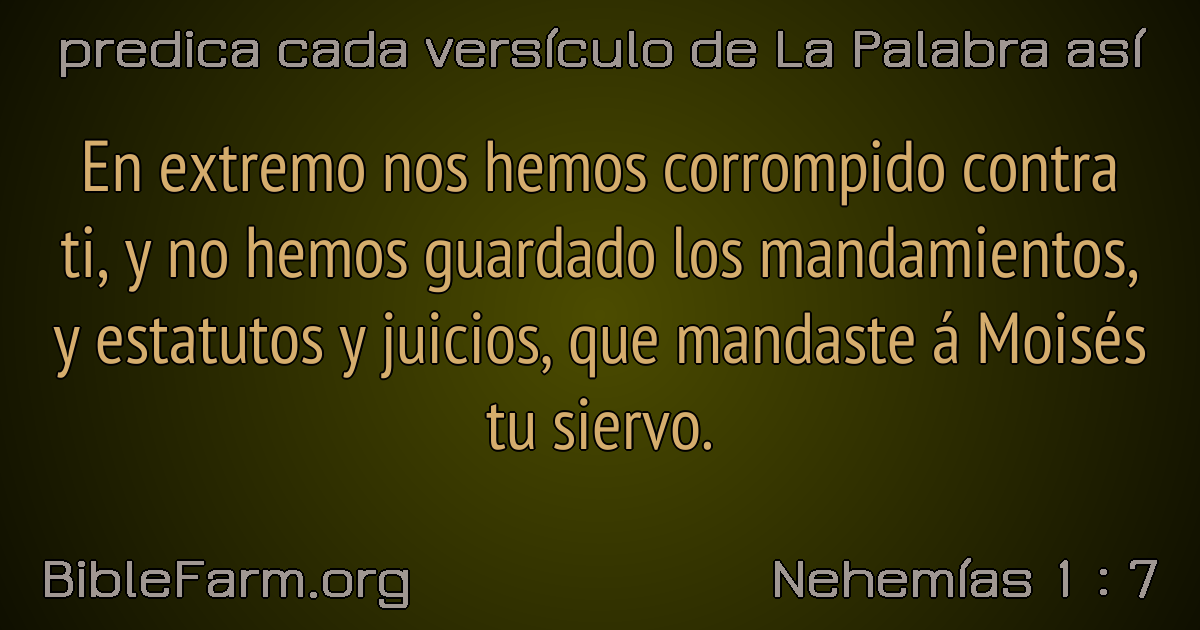 predica cada versículo de La Palabra así
En extremo nos hemos corrompido contra
ti, y no hemos guardado los mandamientos,
y estatutos y juicios, que mandaste á Moisés
tu siervo.
BibleFarm.org
Nehemías 1 : 7